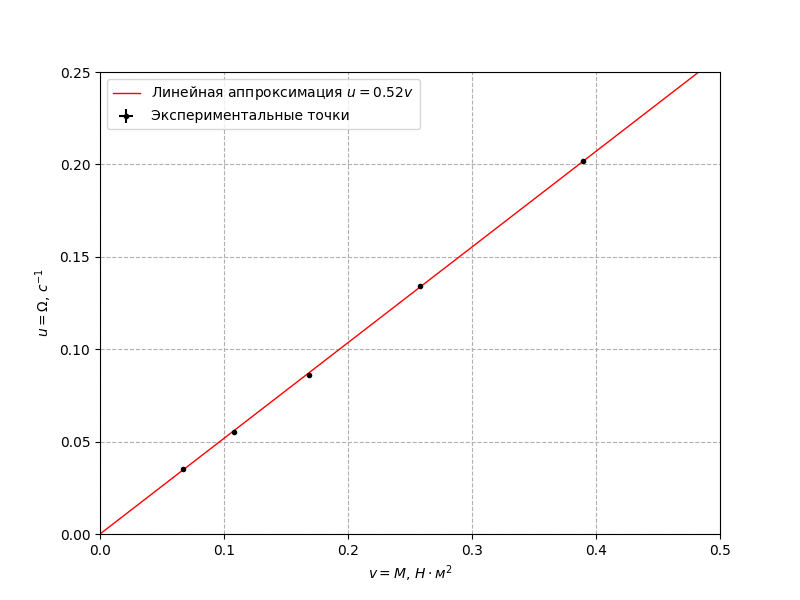 Линейная аппроксимация u = 0.52v
Экспериментальные точки
0.25
0.20
0.15
0.10
0.05
0.00
u = Ω, c⁻¹
0.0 0.1 0.2 0.3 0.4 0.5
v = M, Н · м²